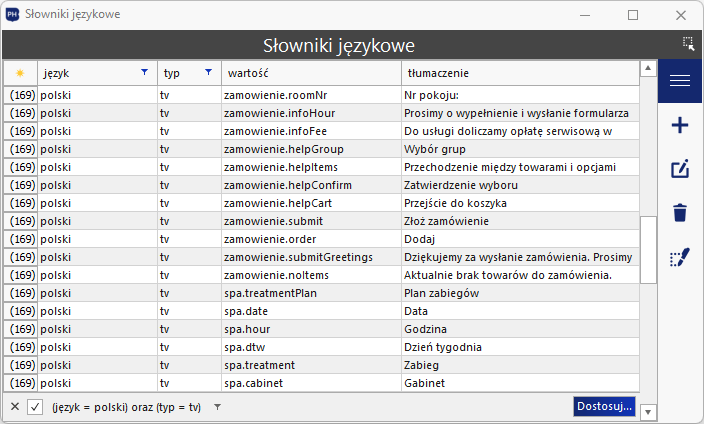 PH Słowniki językowe
Słowniki językowe
język typ wartość tłumaczenie
(169) polski tv zamowienie.roomNr Nr pokoju:
(169) polski tv zamowienie.infoHour Prosimy o wypełnienie i wysłanie formularza
(169) polski tv zamowienie.infoFee Do usługi doliczamy opłatę serwisową w
(169) polski tv zamowienie.helpGroup Wybór grup
(169) polski tv zamowienie.helpItems Przechodzenie między towarami i opcjami
(169) polski tv zamowienie.helpConfirm Zatwierdzenie wyboru
(169) polski tv zamowienie.helpCart Przejście do koszyka
(169) polski tv zamowienie.submit Złoż zamówienie
(169) polski tv zamowienie.order Dodaj
(169) polski tv zamowienie.submitGreetings Dziękujemy za wysłanie zamówienia. Prosimy
(169) polski tv zamowienie.noItems Aktualnie brak towarów do zamówienia.
(169) polski tv spa.treatmentPlan Plan zabiegów
(169) polski tv spa.date Data
(169) polski tv spa.hour Godzina
(169) polski tv spa.dtw Dzień tygodnia
(169) polski tv spa.treatment Zabieg
(169) polski tv spa.cabinet Gabinet
(język = polski) oraz (typ = tv) Dostosuj...